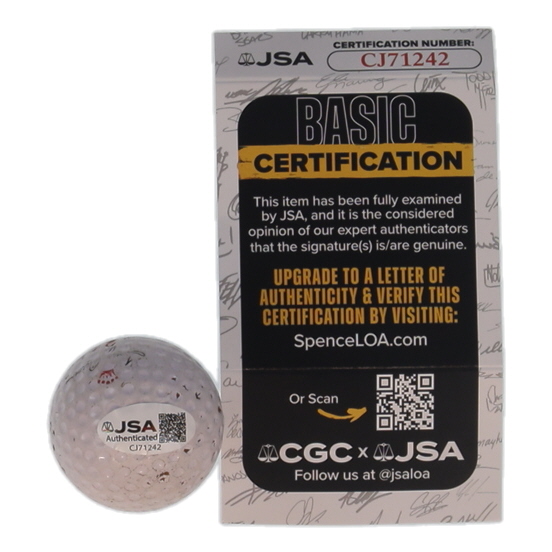 JSA
CERTIFICATION NUMBER:
CJ71242
BASIC
CERTIFICATION
This item has been fully examined
by JSA, and it is the considered
opinion of our expert authenticators
that the signature(s) is/are genuine.
UPGRADE TO A LETTER OF
AUTHENTICITY & VERIFY THIS
CERTIFICATION BY VISITING:
SpenceLOA.com
Or Scan
CGC x JSA
Follow us at @jsaloa
JSA
Authenticated
CJ71242